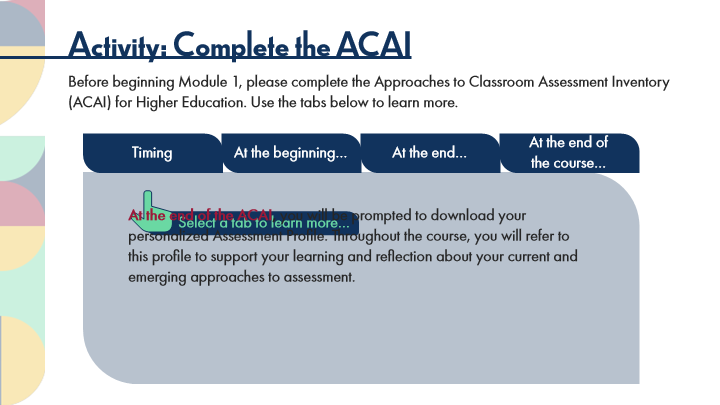 Activity: Complete the ACAI
Before beginning Module 1, please complete the Approaches to Classroom Assessment Inventory
(ACAI) for Higher Education. Use the tabs below to learn more.
Timing
At the beginning...
At the end...
At the end of
the course...
At the end of the ACAI, you will be prompted to download your
Select a tab to learn more...
personalized Assessment Profile. Throughout the course, you will refer to
this profile to support your learning and reflection about your current and
emerging approaches to assessment.